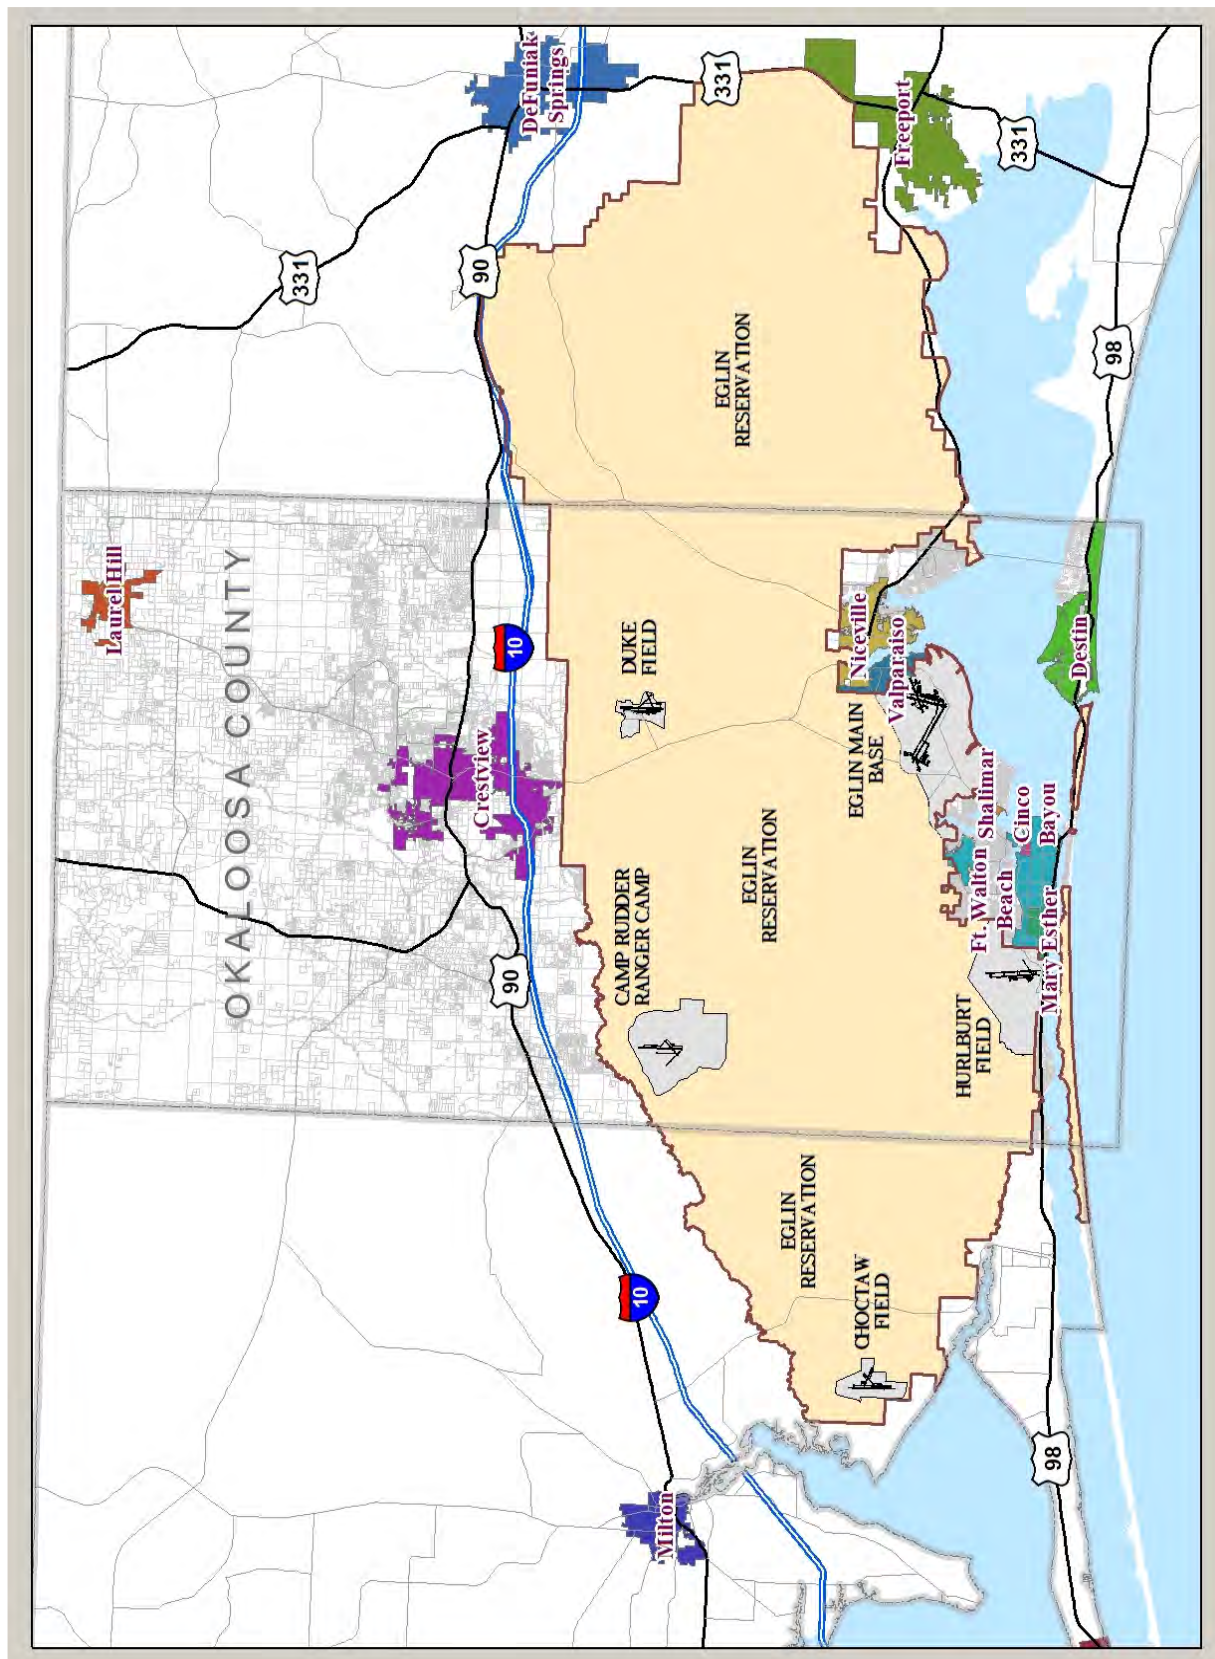 Laurel Hill
OKALOOSA COUNTY
331
DeFuniak
Springs
331
90
10
Crestview
90
10
Milton
DUKE
FIELD
CAMP RUDDER
RANGER CAMP
EGLIN
RESERVATION
EGLIN
RESERVATION
EGLIN
RESERVATION
CHOCTAW
FIELD
EGLIN MAIN
BASE
Niceville
Valparaiso
Freeport
331
HURLBURT
FIELD
Ft. Walton
Beach
Shalimar
Cinco
Bayou
Mary Esther
Destin
98
98